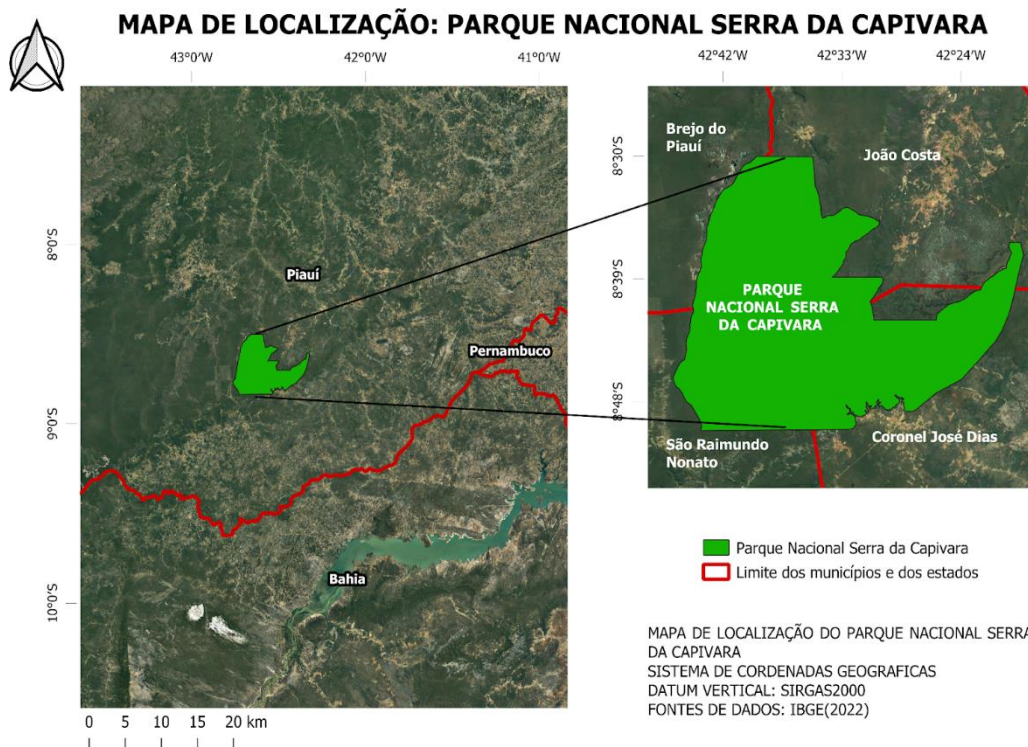 MAPA DE LOCALIZAÇÃO: PARQUE NACIONAL SERRA DA CAPIVARA
43°0'W
42°0'W
41°0'W
8°0'S
9°0'S
10°0'S
Piauí
Pernambuco
Bahia
0 5 10 15 20 km
42°42'W
42°33'W
42°24'W
8°30'S
8°39'S
8°48'S
Brejo do
Piauí
João Costa
PARQUE
NACIONAL SERRA
DA CAPIVARA
São Raimundo
Nonato
Coronel José Dias
Parque Nacional Serra da Capivara
Limite dos municípios e dos estados
MAPA DE LOCALIZAÇÃO DO PARQUE NACIONAL SERRA
DA CAPIVARA
SISTEMA DE CORDENADAS GEOGRAFICAS
DATUM VERTICAL: SIRGAS2000
FONTES DE DADOS: IBGE(2022)